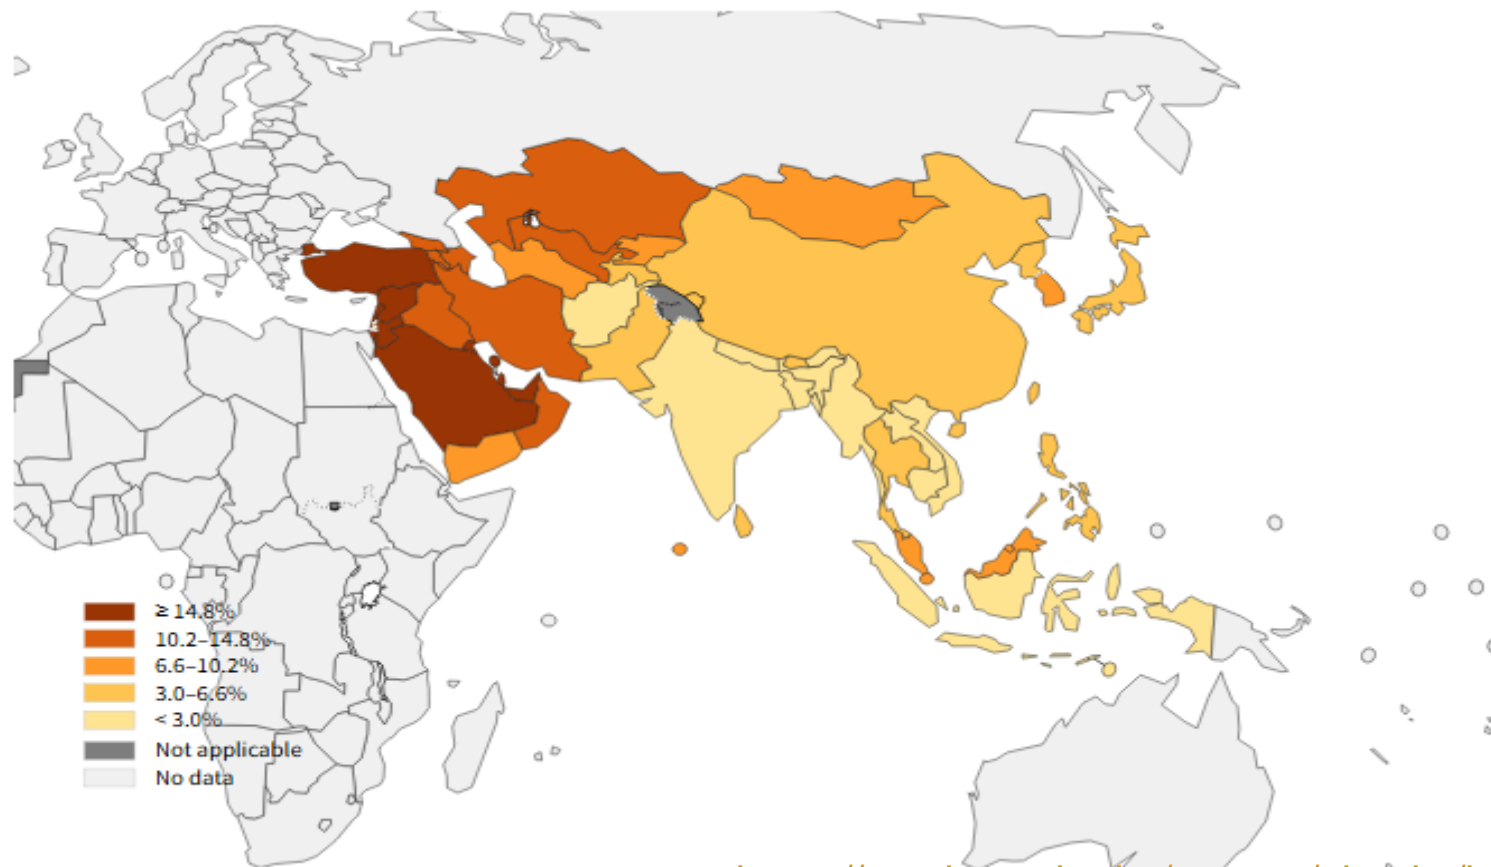 ≥ 14.8%
10.2–14.8%
6.6–10.2%
3.0–6.6%
< 3.0%
Not applicable
No data